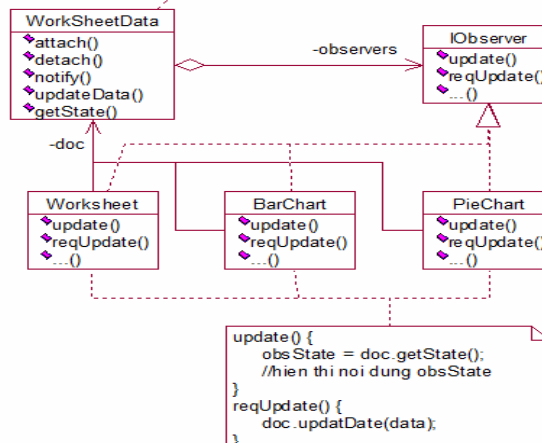 WorkSheetData
attach()
detach()
notify()
updateData()
getState()
-observers
IObserver
update()
reqUpdate()
...()
-doc
Worksheet
update()
reqUpdate()
...()
BarChart
update()
reqUpdate()
...()
PieChart
update()
reqUpdate()
...()
update() {
obsState = doc.getState();
//hien thi noi dung obsState
}
reqUpdate() {
doc.updatDate(data);
}